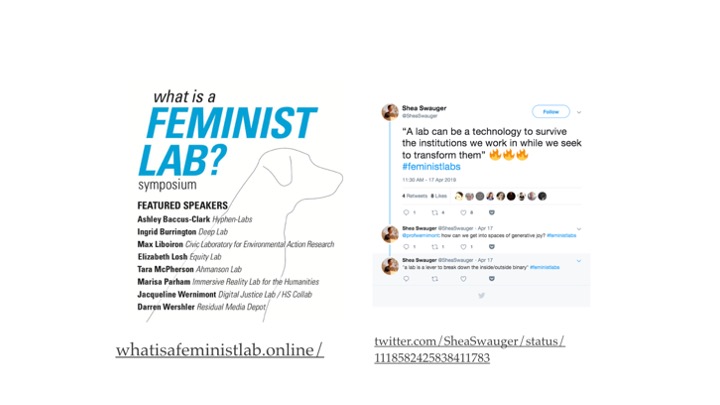 what is a
FEMINIST
LAB?
symposium
FEATURED SPEAKERS
Ashley Baccus-Clark Hyphen-Labs
Ingrid Burrington Deep Lab
Max Liboiron Civic Laboratory for Environmental Action Research
Elizabeth Losh Equity Lab
Tara McPherson Ahmanson Lab
Marisa Parham Immersive Reality Lab for the Humanities
Jacqueline Wernimont Digital Justice Lab / HS Collab
Darren Wershler Residual Media Depot
whatisafeministlab.online/
Shea Swauger
@SheaSwauger
Follow
“A lab can be a technology to survive
the institutions we work in while we seek
to transform them” 🔥🔥🔥
#feministlabs
11:30 AM - 17 Apr 2019
4 Retweets 8 Likes
1 4 8
Shea Swauger @SheaSwauger · Apr 17
@profwernimont how can we get into spaces of generative joy? #feministlabs
1 1 1
Shea Swauger @SheaSwauger · Apr 17
“a lab is a lever to break down the inside/outside binary” #feministlabs
twitter.com/SheaSwauger/status/
1118582425838411783